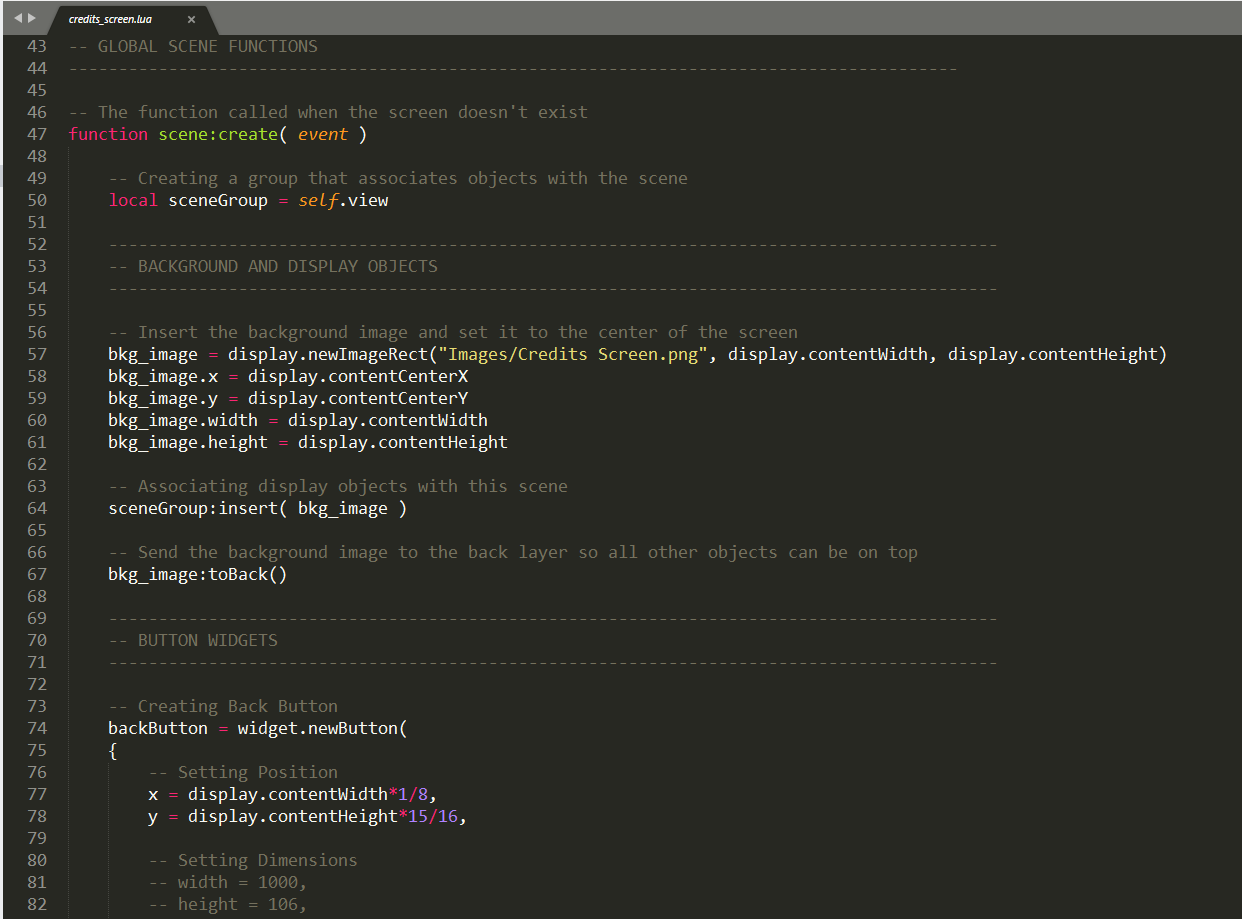 credits_screen.lua ×
43 -- GLOBAL SCENE FUNCTIONS
44 -----------------------------------------------------------------------------------------
45
46 -- The function called when the screen doesn't exist
47 function scene:create( event )
48
49     -- Creating a group that associates objects with the scene
50     local sceneGroup = self.view
51
52     -----------------------------------------------------------------------------------------
53     -- BACKGROUND AND DISPLAY OBJECTS
54     -----------------------------------------------------------------------------------------
55
56     -- Insert the background image and set it to the center of the screen
57     bkg_image = display.newImageRect("Images/Credits Screen.png", display.contentWidth, display.contentHeight)
58     bkg_image.x = display.contentCenterX
59     bkg_image.y = display.contentCenterY
60     bkg_image.width = display.contentWidth
61     bkg_image.height = display.contentHeight
62
63     -- Associating display objects with this scene
64     sceneGroup:insert( bkg_image )
65
66     -- Send the background image to the back layer so all other objects can be on top
67     bkg_image:toBack()
68
69     -----------------------------------------------------------------------------------------
70     -- BUTTON WIDGETS
71     -----------------------------------------------------------------------------------------
72
73     -- Creating Back Button
74     backButton = widget.newButton(
75     {
76         -- Setting Position
77         x = display.contentWidth*1/8,
78         y = display.contentHeight*15/16,
79
80         -- Setting Dimensions
81         -- width = 1000,
82         -- height = 106,